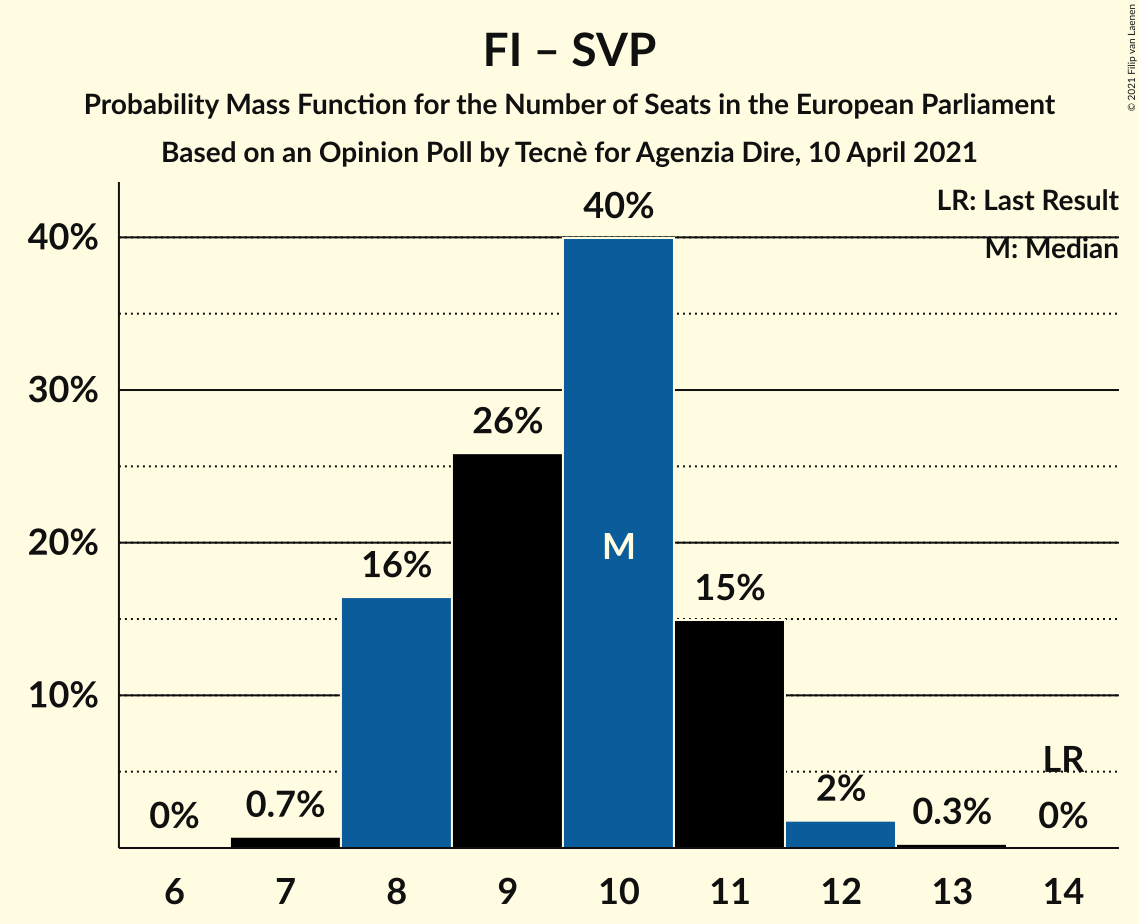 FI – SVP
Probability Mass Function for the Number of Seats in the European Parliament
Based on an Opinion Poll by Tecnè for Agenzia Dire, 10 April 2021
© 2021 Filip van Laenen
LR: Last Result
M: Median
40%
30%
20%
10%
0%
0.7%
16%
26%
40%
M
15%
2%
0.3%
LR
0%
6 7 8 9 10 11 12 13 14